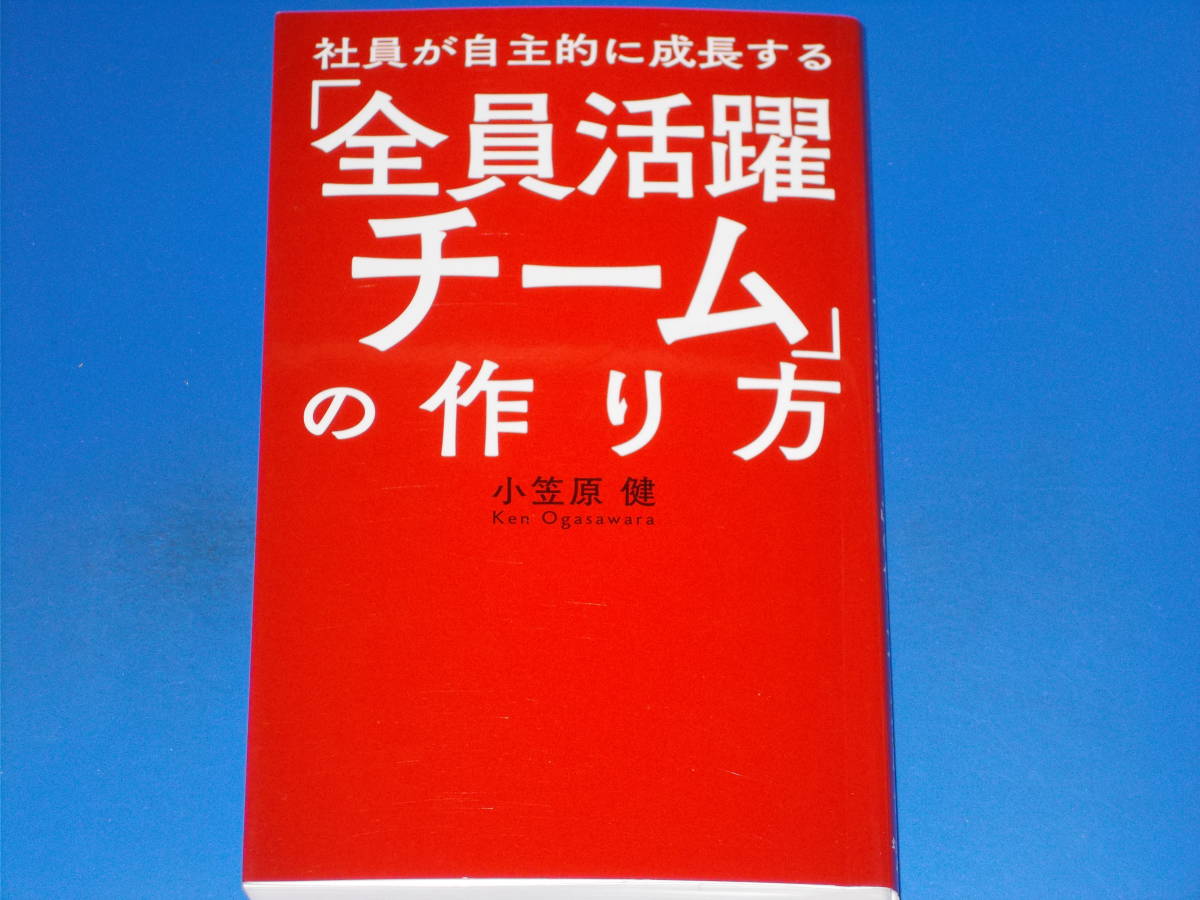 社員が自主的に成長する
「全員活躍
チーム」
の作り方
小笠原 健
Ken Ogasawara